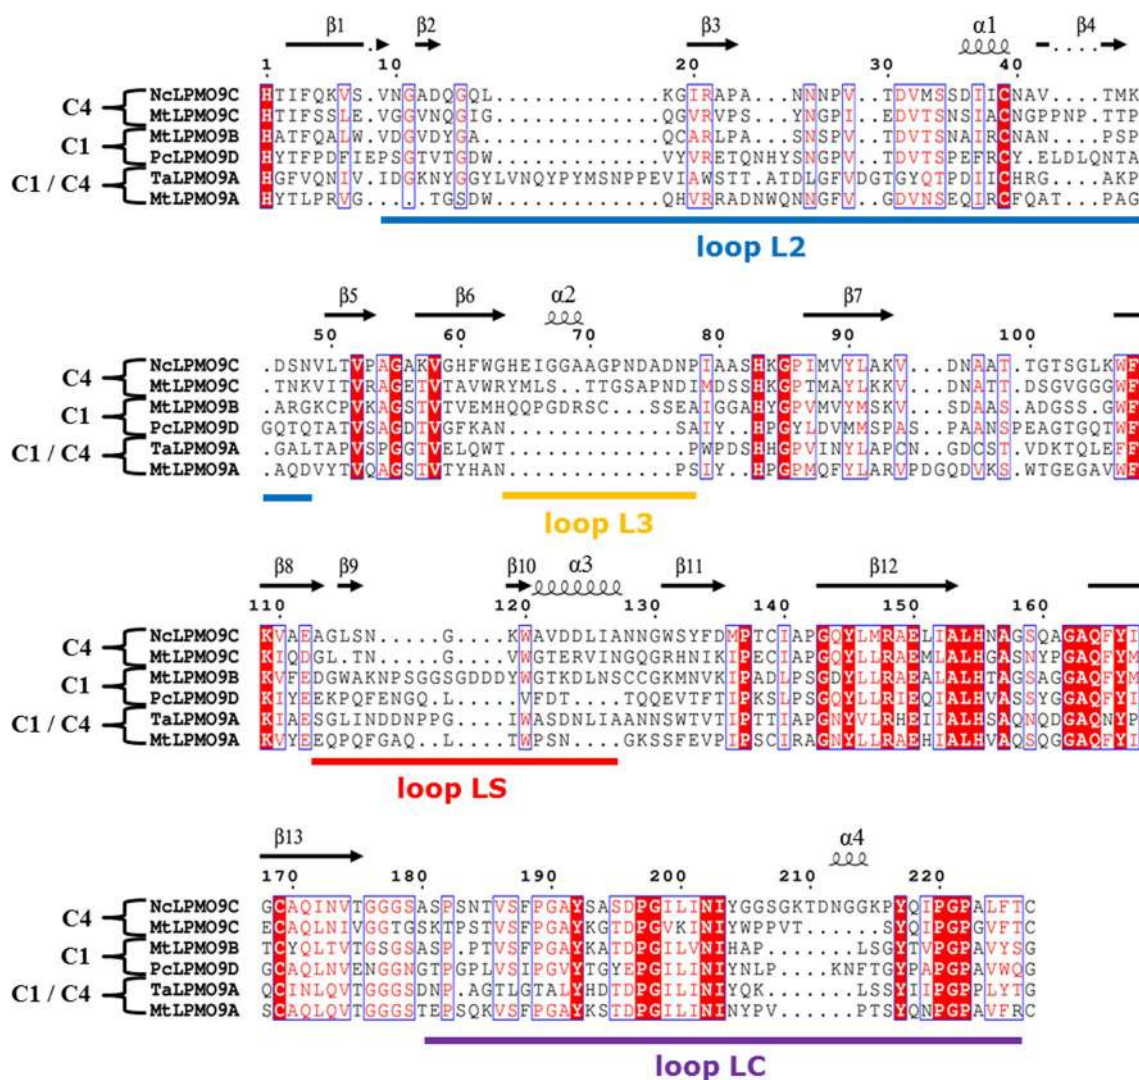 β1 β2 β3 α1 β4
1 10 20 30 40
C4 NcLPMO9C HTIFQKVS.VNGADQGQL..............KGIRAPA...NNNPV..TDVMSSDIICNAV....TMK
MtLPMO9C HTIFSSLE.VGGVNQGIG..............QGVRVPS...YNGPI..EDVTSNSIACNGPPNP.TTP
C1 MtLPMO9B HATFQALW.VDGVDYGA...............QCARLPA...SNSPV..TDVTSNAIRCNAN....PSP
PcLPMO9D HYTFPDFIEPSGTVTGDW..............VYVRETQNHYSNGPV..TDVTSPEFRCY.ELDLQNTA
C1 / C4 TaLPMO9A HGFVQNIV.IDGKNYGGYLVNQYPYMSNPPEVIAWSTT.ATDLGFVDGTGYQTPDIICHRG....AKP
MtLPMO9A HYTLPRVG....TGSDW..............QHVRRADNWQNNGFV..GDVNSEQIRCFQAT...PAG
loop L2
β5 β6 α2 β7
50 60 70 80 90 100
C4 NcLPMO9C .DSNVLTVPAGAKVGHFWGHEIGGAAGPNDADNPIAASHKGPIMVYLAKV...DNAAT.TGTSGLKWF
MtLPMO9C .TNKVITVRAGETVTAVWRYMLS..TTGSAPNDIMDSSHKGPTMAYLKKV...DNATT.DSGVGGGWF
C1 MtLPMO9B .ARGKCPVKAGSTVTVEMHQQPGDRSC...SSEAIGGAHYGPVMVYMSKV...SDAAS.ADGSS.GWF
PcLPMO9D GQTQTATVSAGDTVGFKAN...............SAIY..HPGYLDVMMSPAS..PAANSPEAGTGQTWF
C1 / C4 TaLPMO9A .GALTAPVSPGGTVELQWT...............PWPDSHHGPVINYLAPCN...GDCST.VDKTQLEFF
MtLPMO9A .AQDVYTVQAGSTVTYHAN...............PSIY..HPGPMQFYLARVPDGQDVKS.WTGEGAVWF
loop L3
β8 β9 β10 α3 β11 β12
110 120 130 140 150 160
C4 NcLPMO9C KVAEAGLSN.....G....KWAVDDLIANNGWSYFDMPTCIAPGQYLMRAELIALHNAGSQAGAQFYI
MtLPMO9C KIQDGL.TN.....G....VWGTERVINGQGRHNIKIPECIAPGQYLLRAEMLALHGASNYPGAQFYM
C1 MtLPMO9B KVFEDGWAKNPSGGSGDDDYWGTKDLNSCCGKMNVKIPADLPSGDYLLRAEALALHTAGSAGGAQFYM
PcLPMO9D KIYEEKPQFENGQ.L.....VFDT....TQQEVTFTIPKSLPSGQYLLRIEQIALHVASSYGGAQFYI
C1 / C4 TaLPMO9A KIAESGLINDDNPPG....IWASDNLIAANNSWTVTIPTTIAPGNYVLRHEIIALHSAQNQDGAQNYP
MtLPMO9A KVYEEQPQFGAQ..L....TWPSN....GKSSFEVPIPSCIRAGNYLLRAEHIALHVAQSQGGAQFYI
loop LS
β13 α4
170 180 190 200 210 220
C4 NcLPMO9C GCAQINVTGGGSASPSNTVSFPGAYSASDPGILINIYGGSGKTDNGGKPYQIPGPALFTC
MtLPMO9C ECAQLNIVGGTGSKTPSTVSFPGAYKGTDPGVKINIYWPPVT......SYQIPGPGVFTC
C1 MtLPMO9B TCYQLTVTGSGSASP.PTVSFPGAYKATDPGILVNIHAP.......LSGYTVPGPAVYSG
PcLPMO9D GCAQLNVENGGNGTPGPLVSIPGVYTGYEPGILINIYNLP....KNFTGYPAPGPAVWQG
C1 / C4 TaLPMO9A QCINLQVTGGGSDNP.AGTLGTALYHDTDPGILINIYQK.......LSSYIIPGPPLYTG
MtLPMO9A SCAQLQVTGGGSTEPSQKVSFPGAYKSTDPGILININYPV......PTSYQNPGPAVFRC
loop LC